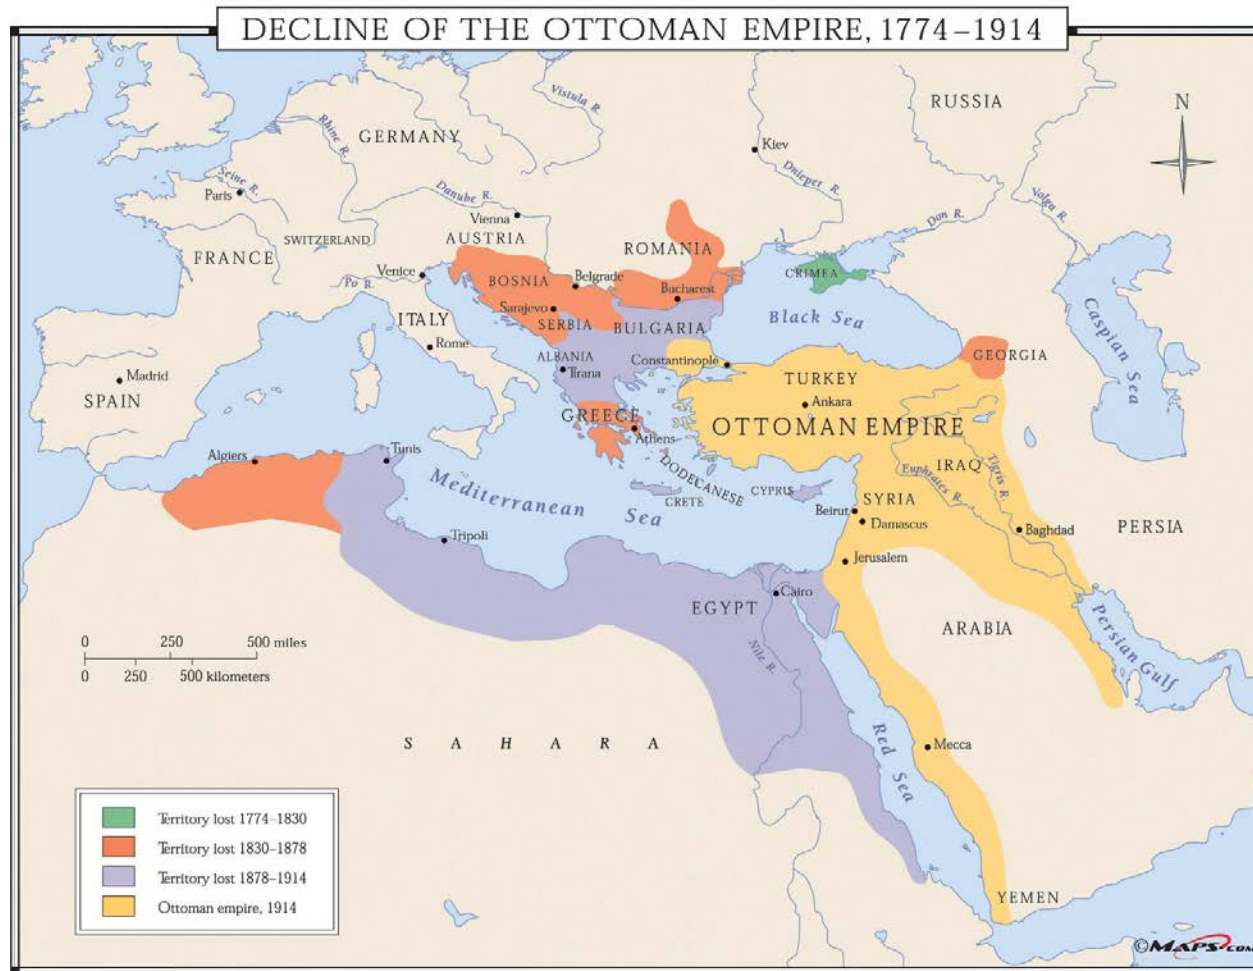 DECLINE OF THE OTTOMAN EMPIRE, 1774–1914
RUSSIA
N
Vistula R.
GERMANY
Rhine R.
Kiev
Dnieper R.
Seine R.
Paris
Danube R.
Volga R.
Don R.
Vienna
AUSTRIA
SWITZERLAND
ROMANIA
FRANCE
Venice
Po R.
BOSNIA
Belgrade
CRIMEA
Bucharest
Sarajevo
SERBIA
BULGARIA
Black Sea
Caspian Sea
ITALY
Rome
ALBANIA
Tirana
Constantinople
GEORGIA
Madrid
SPAIN
TURKEY
Ankara
GREECE
Athens
OTTOMAN EMPIRE
Algiers
Tunis
DODECANESE
IRAQ
Tigris R.
Euphrates R.
Mediterranean Sea
CRETE
CYPRUS
SYRIA
Beirut
Damascus
Baghdad
PERSIA
Tripoli
Jerusalem
EGYPT
Cairo
ARABIA
Nile R.
Persian Gulf
0 250 500 miles
0 250 500 kilometers
SAHARA
Red Sea
Mecca
YEMEN
Territory lost 1774–1830
Territory lost 1830–1878
Territory lost 1878–1914
Ottoman empire, 1914
©MAPS.COM